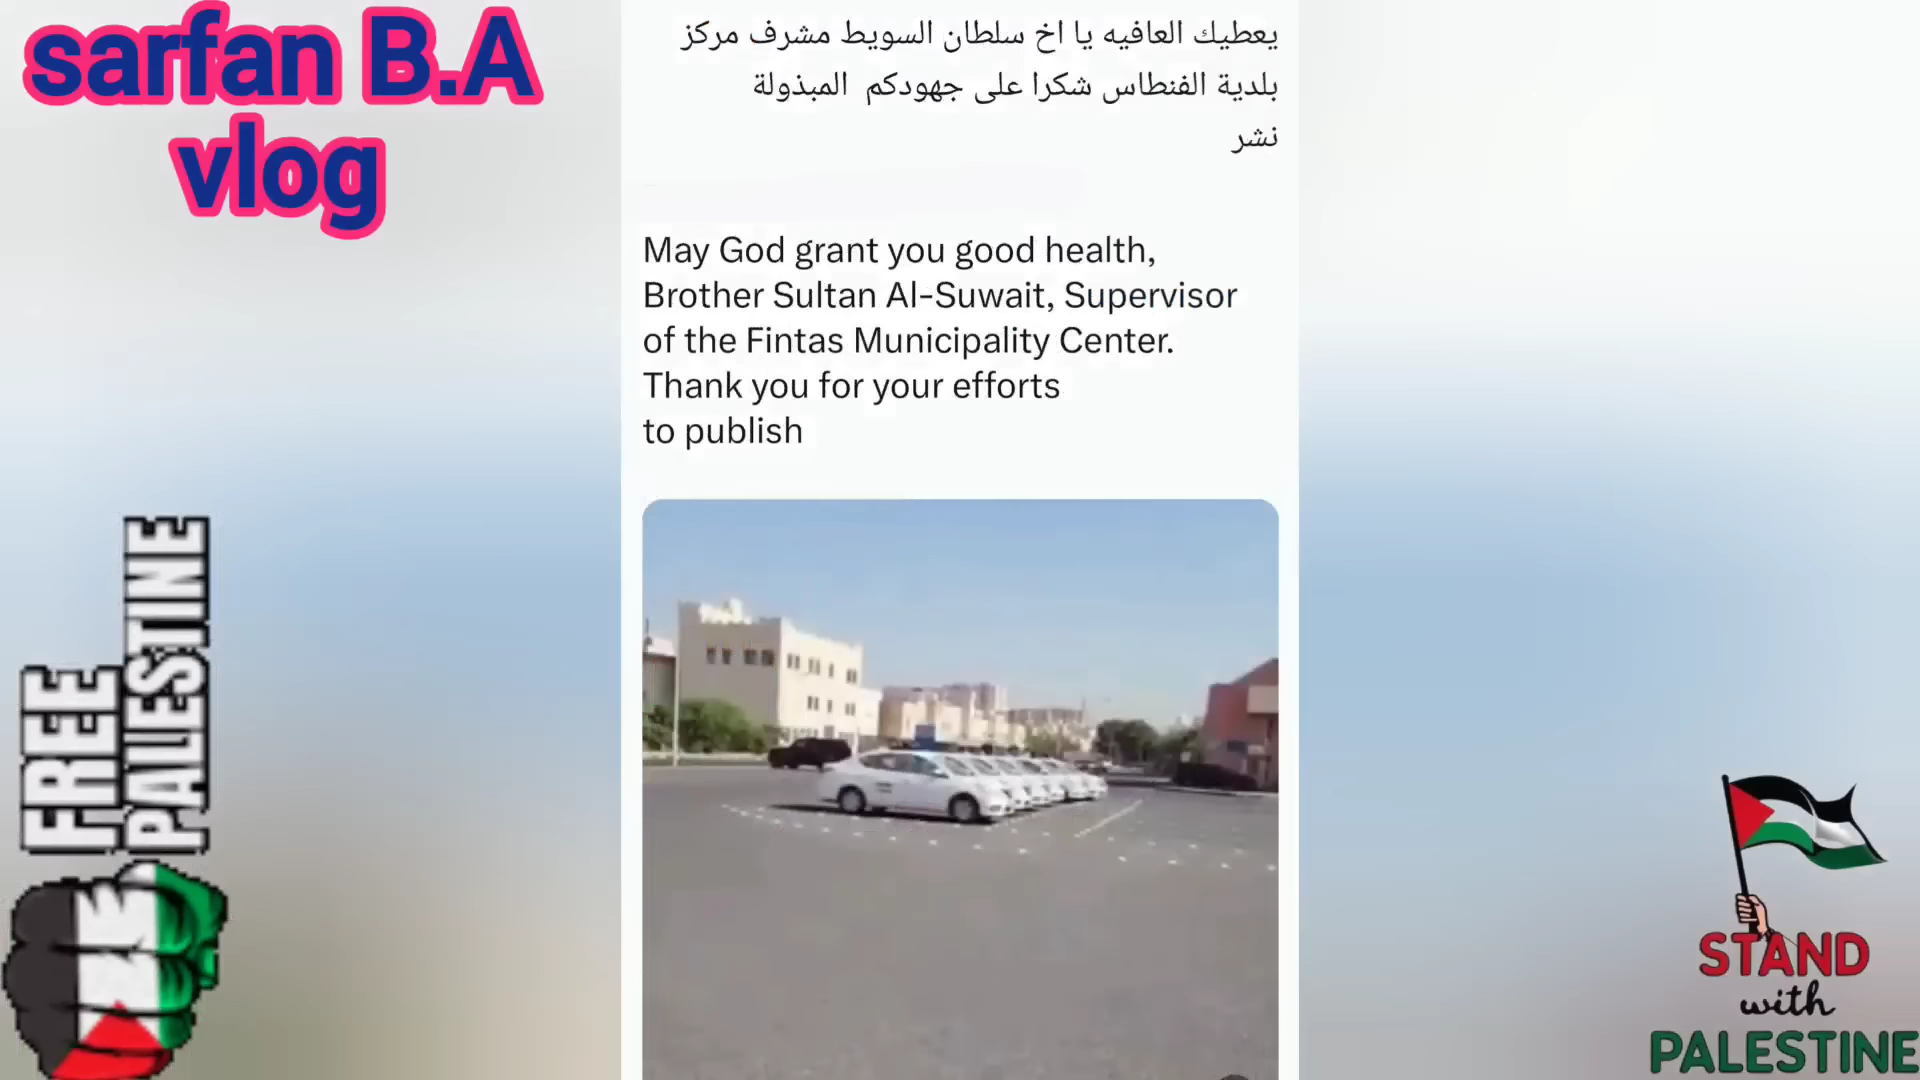 sarfan B.A
vlog
يعطيك العافيه يا اخ سلطان السويط مشرف مركز
بلدية الفنطاس شكرا على جهودكم المبذولة
نشر
May God grant you good health,
Brother Sultan Al-Suwait, Supervisor
of the Fintas Municipality Center.
Thank you for your efforts
to publish
FREE
PALESTINE
STAND
with
PALESTINE